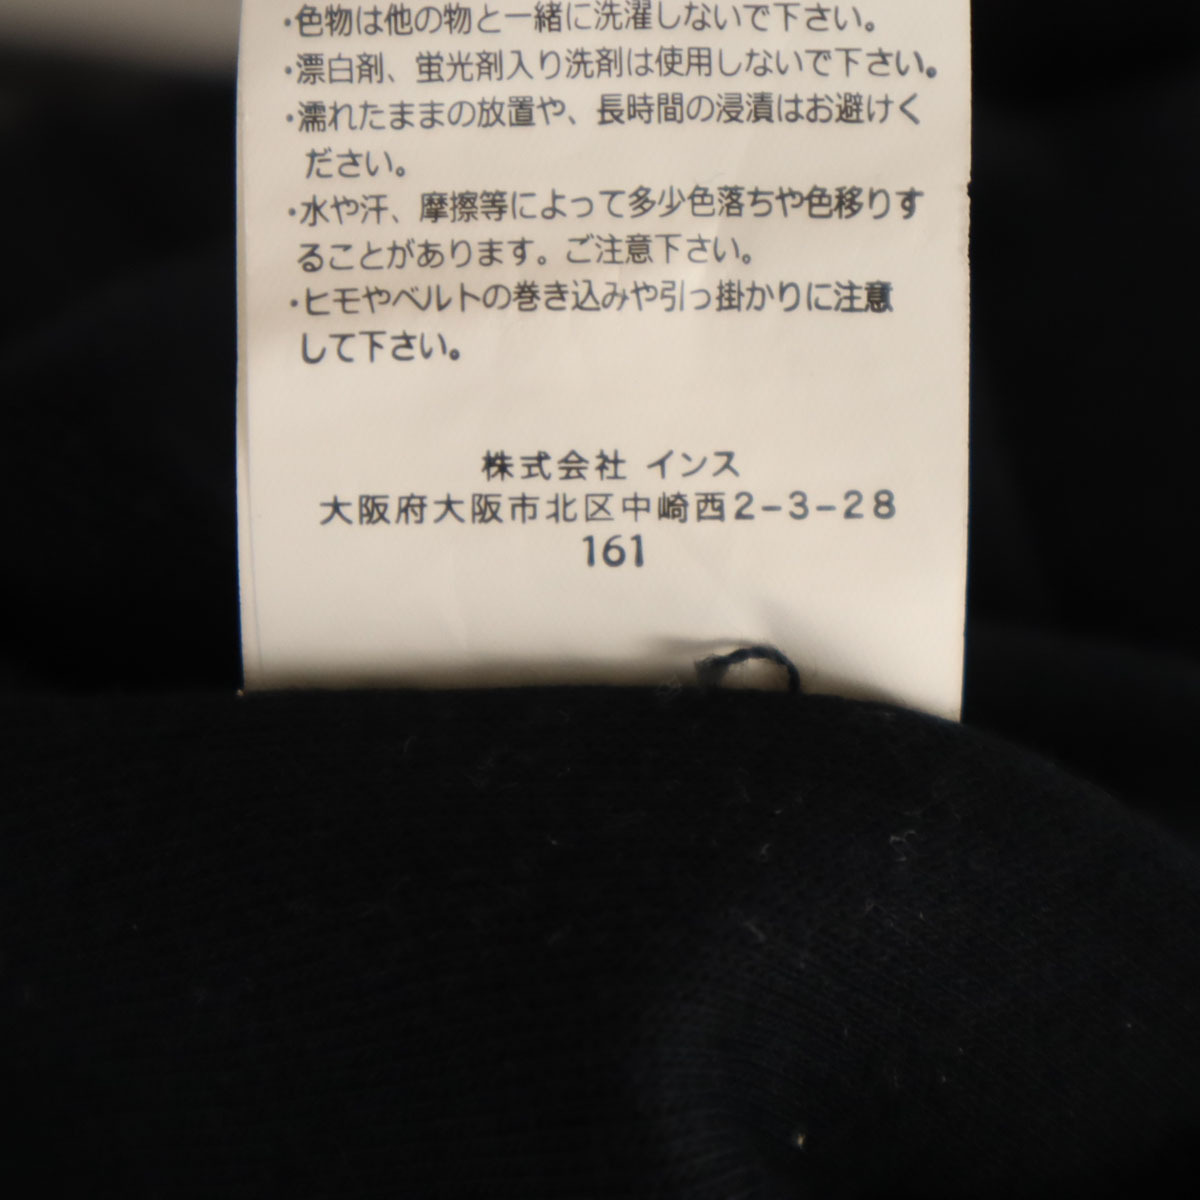 ・色物は他の物と一緒に洗濯しないで下さい。
・漂白剤、蛍光剤入り洗剤は使用しないで下さい。
・濡れたままの放置や、長時間の浸漬はお避けく
ださい。
・水や汗、摩擦等によって多少色落ちや色移りす
ることがあります。ご注意下さい。
・ヒモやベルトの巻き込みや引っ掛かりに注意
して下さい。
株式会社 インス
大阪府大阪市北区中崎西2-3-28
161